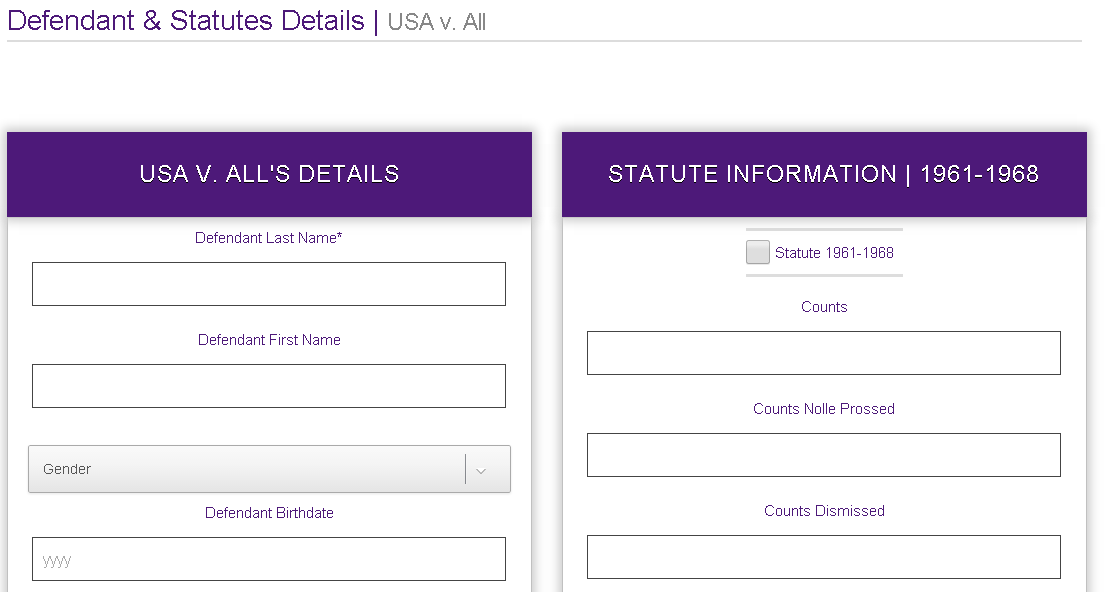 Defendant & Statutes Details | USA v. All
USA V. ALL'S DETAILS
Defendant Last Name*
Defendant First Name
Gender
Defendant Birthdate
yyyy
STATUTE INFORMATION | 1961-1968
Statute 1961-1968
Counts
Counts Nolle Prossed
Counts Dismissed